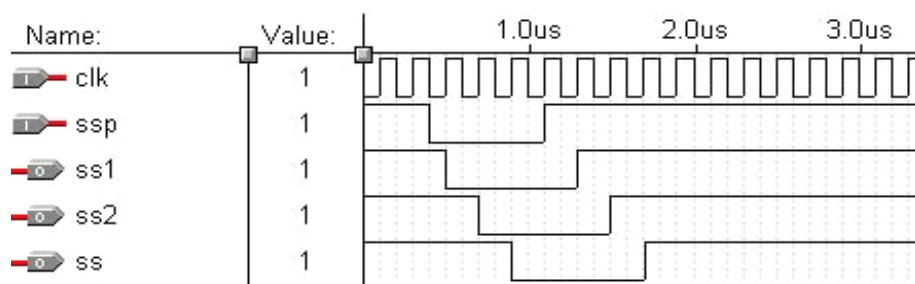 Name: Value: 1.0us 2.0us 3.0us
I clk 1
I ssp 1
O ss1 1
O ss2 1
O ss 1